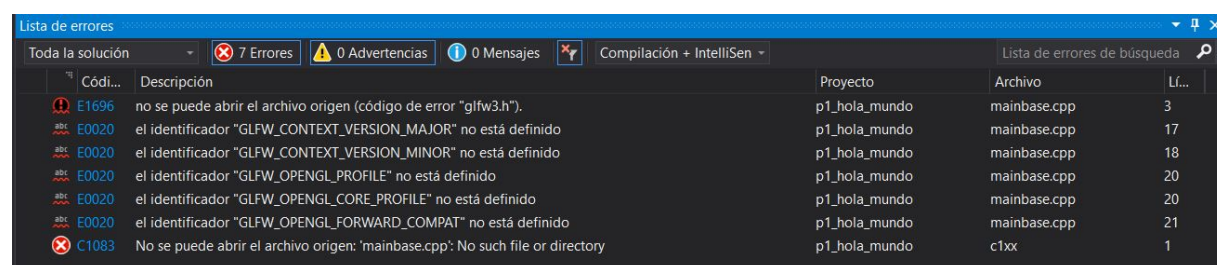 Lista de errores
Toda la solución 7 Errores 0 Advertencias 0 Mensajes Compilación + IntelliSen Lista de errores de búsqueda
Códi... Descripción Proyecto Archivo Lí...
E1696 no se puede abrir el archivo origen (código de error "glfw3.h"). p1_hola_mundo mainbase.cpp 3
abc E0020 el identificador "GLFW_CONTEXT_VERSION_MAJOR" no está definido p1_hola_mundo mainbase.cpp 17
abc E0020 el identificador "GLFW_CONTEXT_VERSION_MINOR" no está definido p1_hola_mundo mainbase.cpp 18
abc E0020 el identificador "GLFW_OPENGL_PROFILE" no está definido p1_hola_mundo mainbase.cpp 20
abc E0020 el identificador "GLFW_OPENGL_CORE_PROFILE" no está definido p1_hola_mundo mainbase.cpp 20
abc E0020 el identificador "GLFW_OPENGL_FORWARD_COMPAT" no está definido p1_hola_mundo mainbase.cpp 21
C1083 No se puede abrir el archivo origen: 'mainbase.cpp': No such file or directory p1_hola_mundo c1xx 1